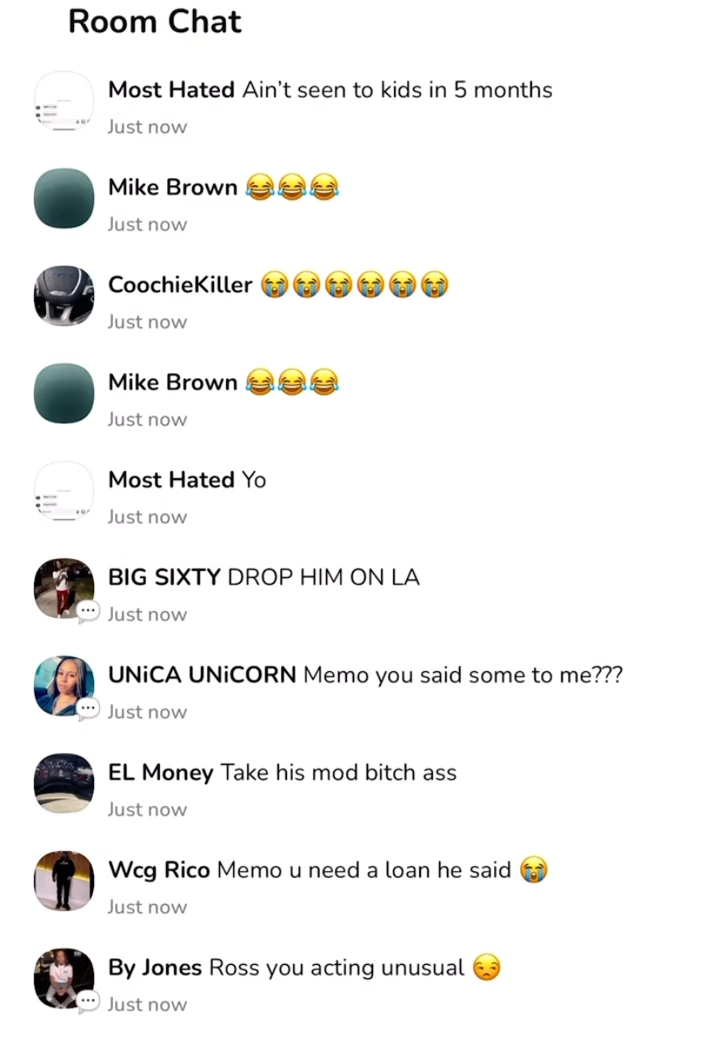 Room Chat
Most Hated Ain’t seen to kids in 5 months
Just now
Mike Brown 😂😂😂
Just now
CoochieKiller 😭😭😭😭😭😭
Just now
Mike Brown 😂😂😂
Just now
Most Hated Yo
Just now
BIG SIXTY DROP HIM ON LA
Just now
UNiCA UNiCORN Memo you said some to me???
Just now
EL Money Take his mod bitch ass
Just now
Wcg Rico Memo u need a loan he said 😭
Just now
By Jones Ross you acting unusual 😒
Just now